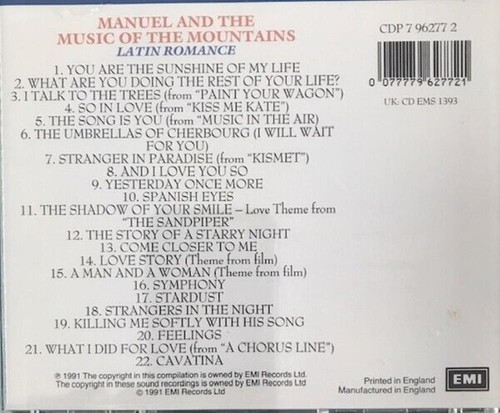 MANUEL AND THE
MUSIC OF THE MOUNTAINS
LATIN ROMANCE
CDP 7 96277 2
0 077779 627721
UK: CD EMS 1393
1. YOU ARE THE SUNSHINE OF MY LIFE
2. WHAT ARE YOU DOING THE REST OF YOUR LIFE?
3. I TALK TO THE TREES (from "PAINT YOUR WAGON")
4. SO IN LOVE (from "KISS ME KATE")
5. THE SONG IS YOU (from "MUSIC IN THE AIR)
6. THE UMBRELLAS OF CHERBOURG (I WILL WAIT
FOR YOU)
7. STRANGER IN PARADISE (from "KISMET")
8. AND I LOVE YOU SO
9. YESTERDAY ONCE MORE
10. SPANISH EYES
11. THE SHADOW OF YOUR SMILE – Love Theme from
"THE SANDPIPER"
12. THE STORY OF A STARRY NIGHT
13. COME CLOSER TO ME
14. LOVE STORY (Theme from film)
15. A MAN AND A WOMAN (Theme from film)
16. SYMPHONY
17. STARDUST
18. STRANGERS IN THE NIGHT
19. KILLING ME SOFTLY WITH HIS SONG
20. FEELINGS
21. WHAT I DID FOR LOVE (from "A CHORUS LINE")
22. CAVATINA
℗ 1991 The copyright in this compilation is owned by EMI Records Ltd.
The copyright in these sound recordings is owned by EMI Records Ltd
© 1991 EMI Records Ltd.
Printed in England
Manufactured in England
EMI